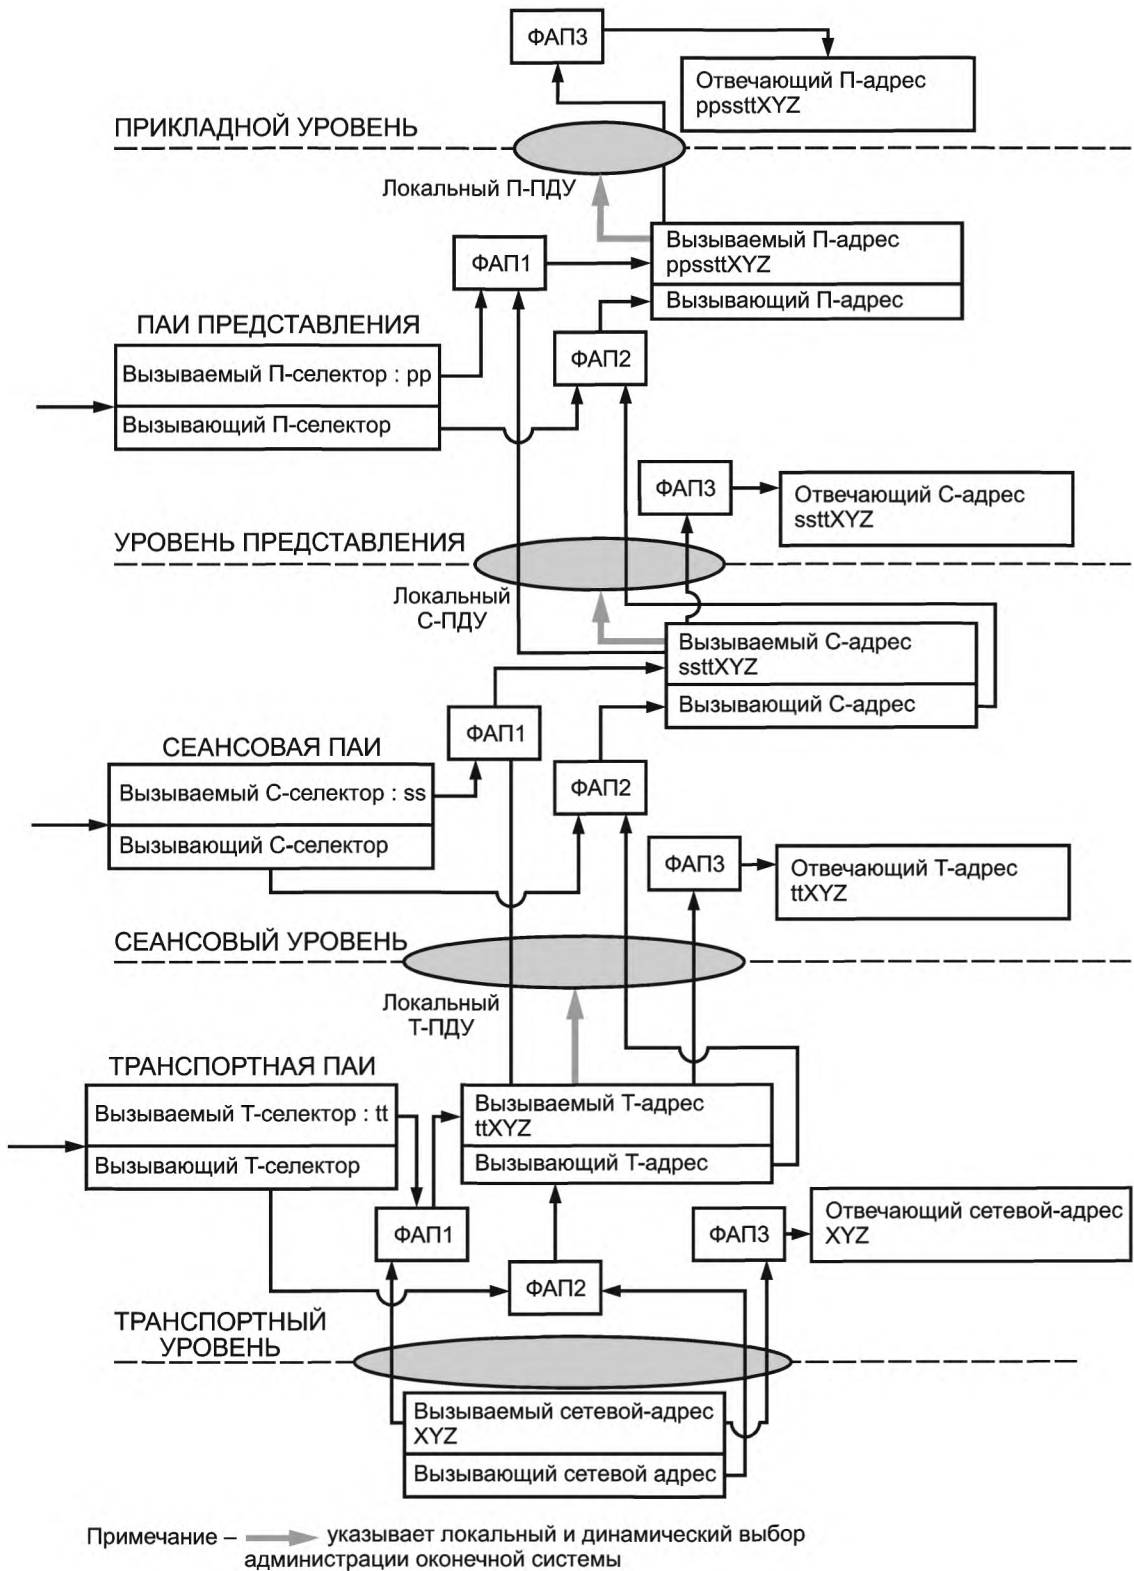 ФАП3
Отвечающий П-адрес
ppssttXYZ
ПРИКЛАДНОЙ УРОВЕНЬ
Локальный П-ПДУ
Вызываемый П-адрес
ppssttXYZ
Вызывающий П-адрес
ФАП1
ФАП2
ПАИ ПРЕДСТАВЛЕНИЯ
Вызываемый П-селектор : pp
Вызывающий П-селектор
ФАП3
Отвечающий С-адрес
ssttXYZ
УРОВЕНЬ ПРЕДСТАВЛЕНИЯ
Локальный
С-ПДУ
Вызываемый С-адрес
ssttXYZ
Вызывающий С-адрес
ФАП1
СЕАНСОВАЯ ПАИ
ФАП2
Вызываемый С-селектор : ss
Вызывающий С-селектор
ФАП3
Отвечающий Т-адрес
ttXYZ
СЕАНСОВЫЙ УРОВЕНЬ
Локальный
Т-ПДУ
ТРАНСПОРТНАЯ ПАИ
Вызываемый Т-селектор : tt
Вызывающий Т-селектор
Вызываемый Т-адрес
ttXYZ
Вызывающий Т-адрес
ФАП1
ФАП2
ФАП3
Отвечающий сетевой-адрес
XYZ
ТРАНСПОРТНЫЙ
УРОВЕНЬ
Вызываемый сетевой-адрес
XYZ
Вызывающий сетевой адрес
Примечание – указывает локальный и динамический выбор
администрации оконечной системы